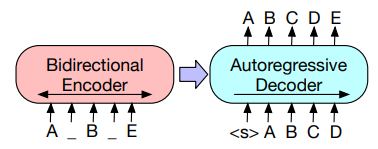 A B C D E
Bidirectional
Encoder
Autoregressive
Decoder
A _ B _ E
<s> A B C D